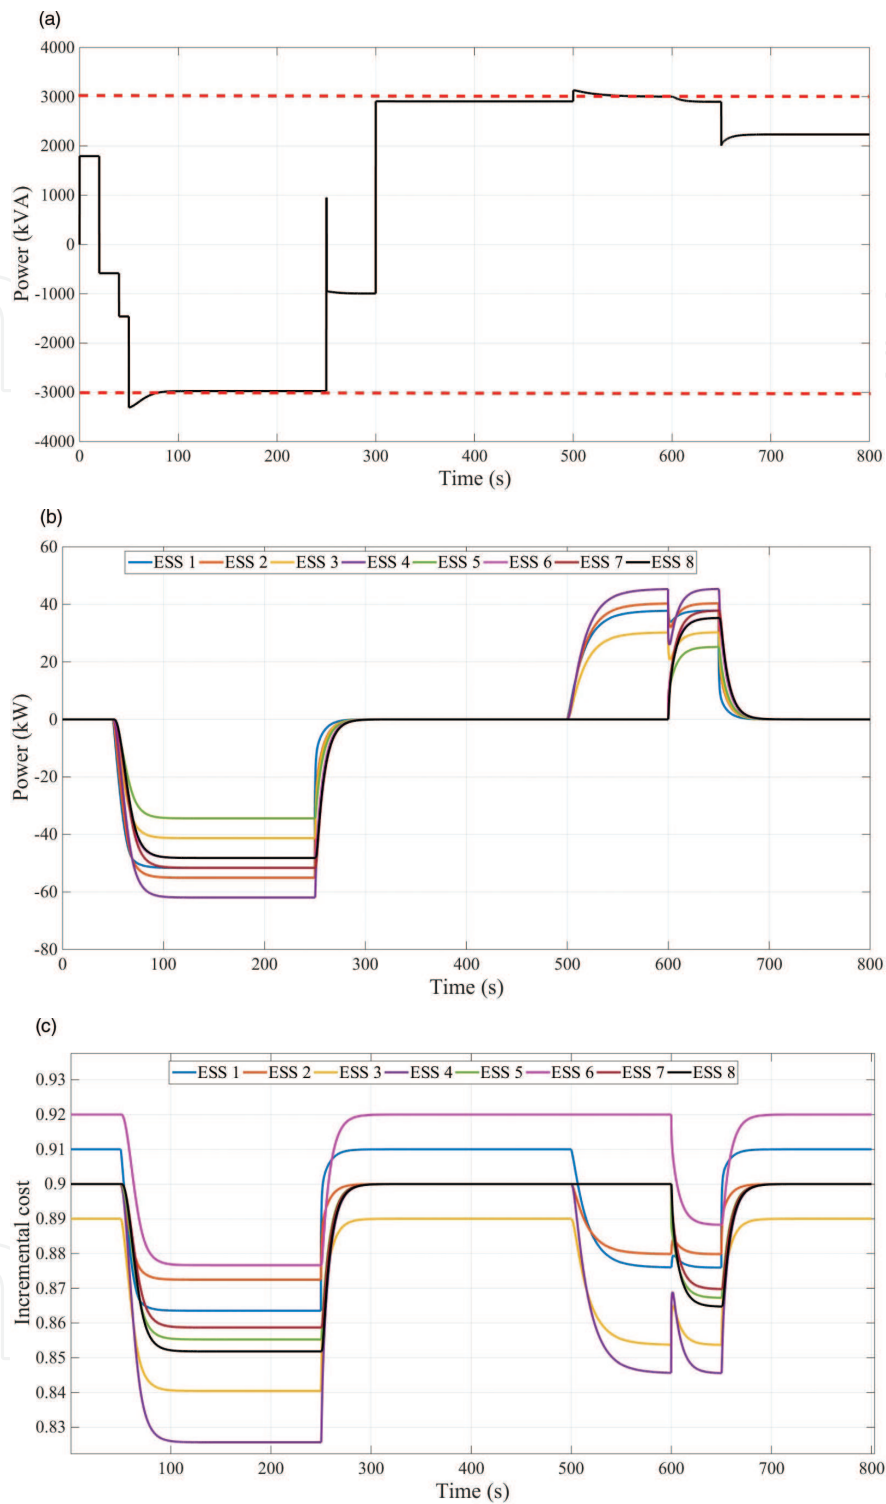 (a)
4000
3000
2000
1000
0
-1000
-2000
-3000
-4000
Power (kVA)
0 100 200 300 400 500 600 700 800
Time (s)
(b)
ESS 1 ESS 2 ESS 3 ESS 4 ESS 5 ESS 6 ESS 7 ESS 8
60
40
20
0
-20
-40
-60
-80
Power (kW)
0 100 200 300 400 500 600 700 800
Time (s)
(c)
ESS 1 ESS 2 ESS 3 ESS 4 ESS 5 ESS 6 ESS 7 ESS 8
0.93
0.92
0.91
0.9
0.89
0.88
0.87
0.86
0.85
0.84
0.83
Incremental cost
100 200 300 400 500 600 700 800
Time (s)